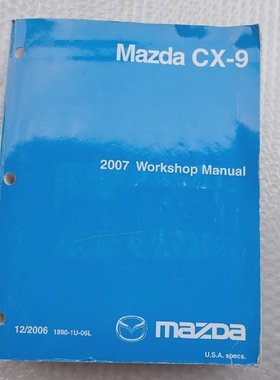 Mazda CX-9
2007 Workshop Manual
12/2006 1890-1U-06L
mazda
U.S.A. specs.